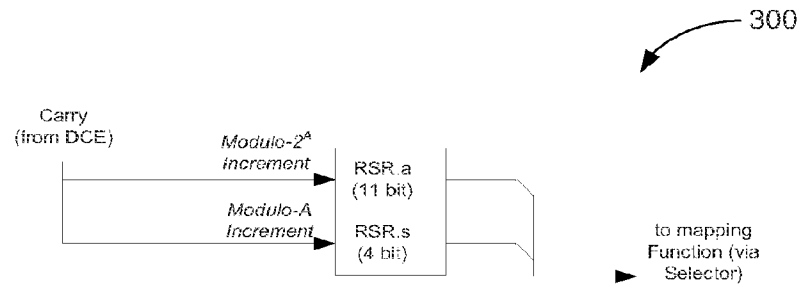 300
Carry
(from DCE)
Modulo-2^A
Increment
RSR.a
(11 bit)
Modulo-A
Increment
RSR.s
(4 bit)
to mapping
Function (via
Selector)